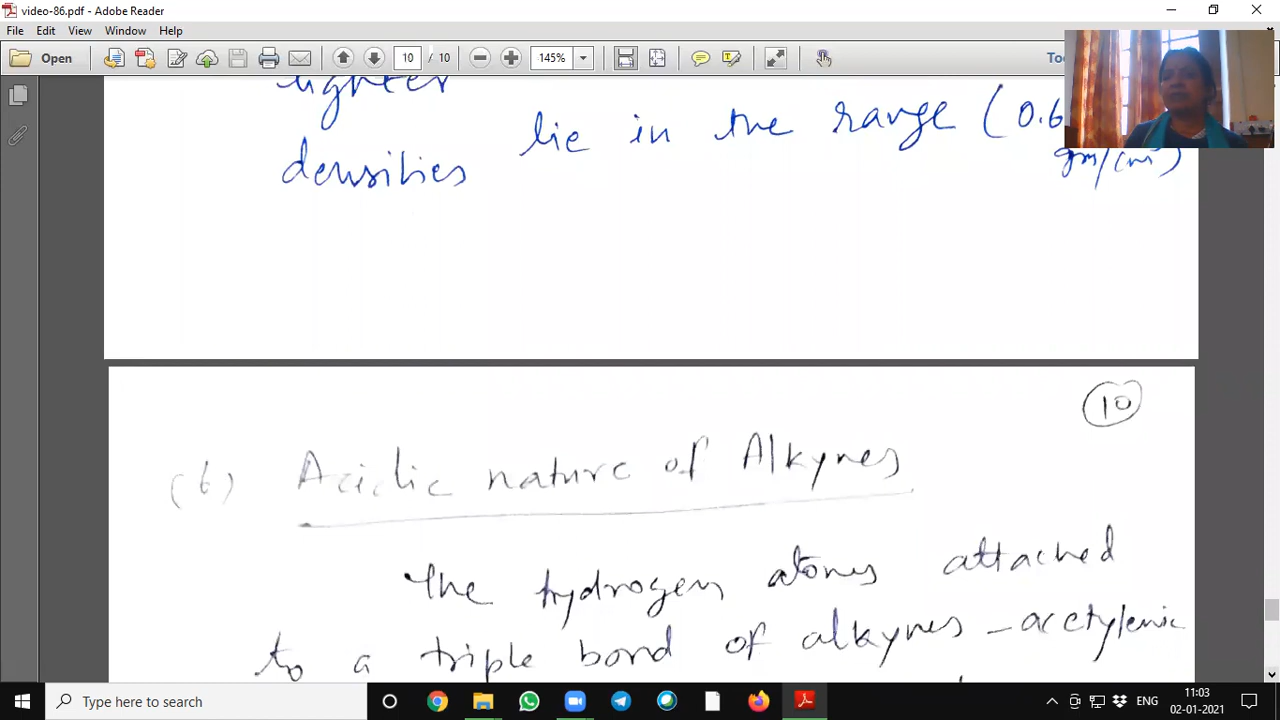 video-86.pdf - Adobe Reader
File Edit View Window Help
Open 10 / 10 145%
lighter
densities lie in the range (0.6
gm/cm³)
10
(6) Acidic nature of Alkynes
The hydrogen atoms attached
to a triple bond of alkynes - acetylenic
Type here to search
ENG
11:03
02-01-2021